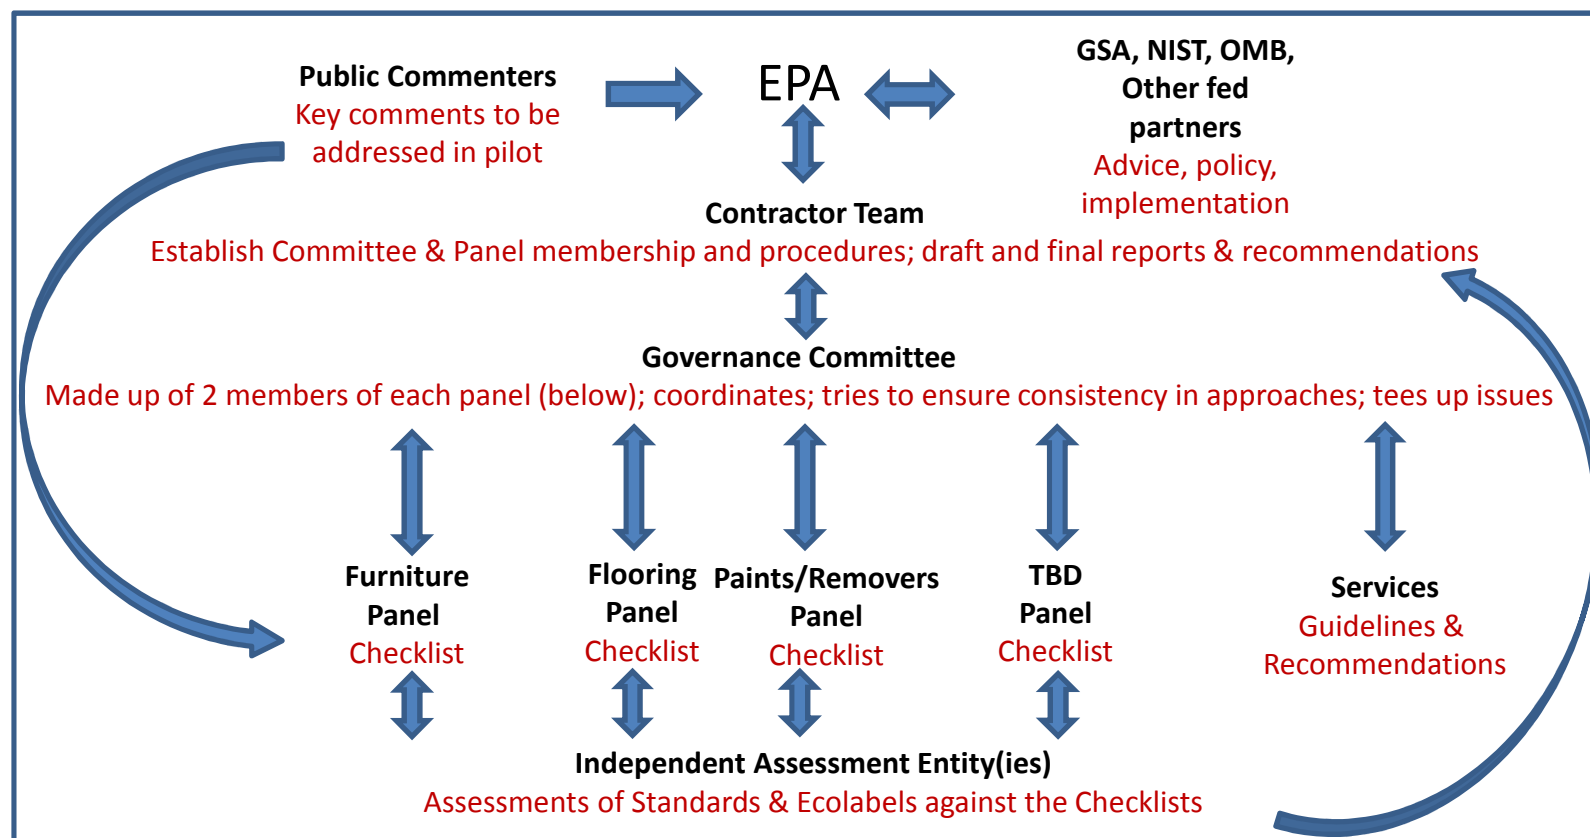 Public Commenters
Key comments to be
addressed in pilot
EPA
GSA, NIST, OMB,
Other fed
partners
Advice, policy,
implementation
Contractor Team
Establish Committee & Panel membership and procedures; draft and final reports & recommendations
Governance Committee
Made up of 2 members of each panel (below); coordinates; tries to ensure consistency in approaches; tees up issues
Furniture
Panel
Checklist
Flooring
Panel
Checklist
Paints/Removers
Panel
Checklist
TBD
Panel
Checklist
Services
Guidelines &
Recommendations
Independent Assessment Entity(ies)
Assessments of Standards & Ecolabels against the Checklists